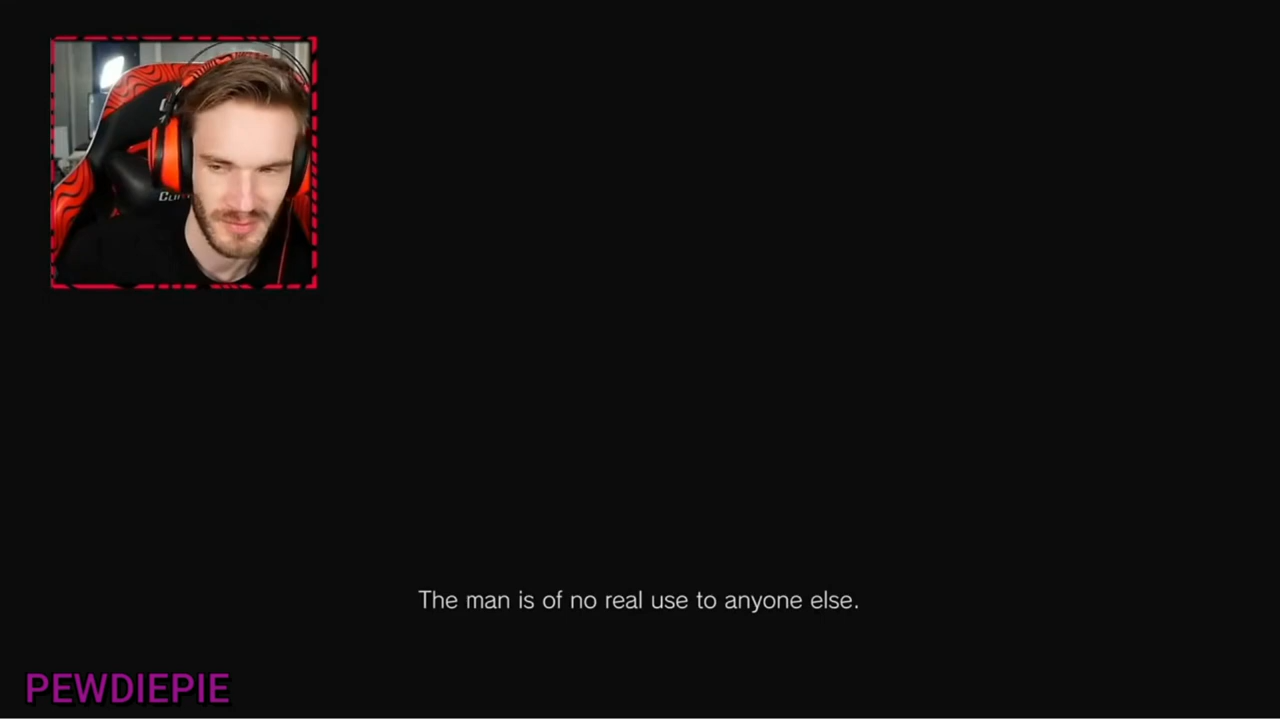 The man is of no real use to anyone else.
PEWDIEPIE